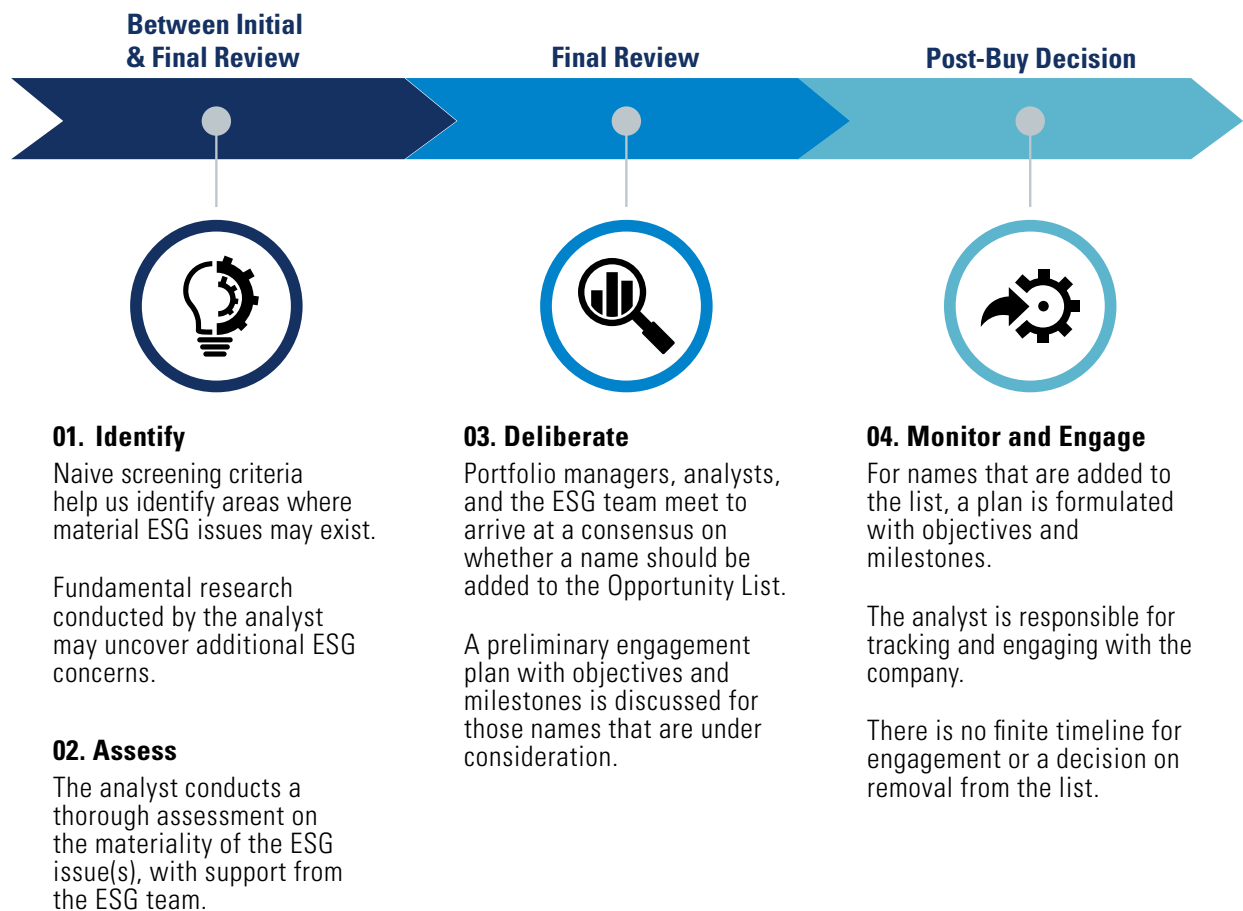 Between Initial
& Final Review
Final Review
Post-Buy Decision
01. Identify
Naive screening criteria
help us identify areas where
material ESG issues may exist.
Fundamental research
conducted by the analyst
may uncover additional ESG
concerns.
02. Assess
The analyst conducts a
thorough assessment on
the materiality of the ESG
issue(s), with support from
the ESG team.
03. Deliberate
Portfolio managers, analysts,
and the ESG team meet to
arrive at a consensus on
whether a name should be
added to the Opportunity List.
A preliminary engagement
plan with objectives and
milestones is discussed for
those names that are under
consideration.
04. Monitor and Engage
For names that are added to
the list, a plan is formulated
with objectives and
milestones.
The analyst is responsible for
tracking and engaging with the
company.
There is no finite timeline for
engagement or a decision on
removal from the list.